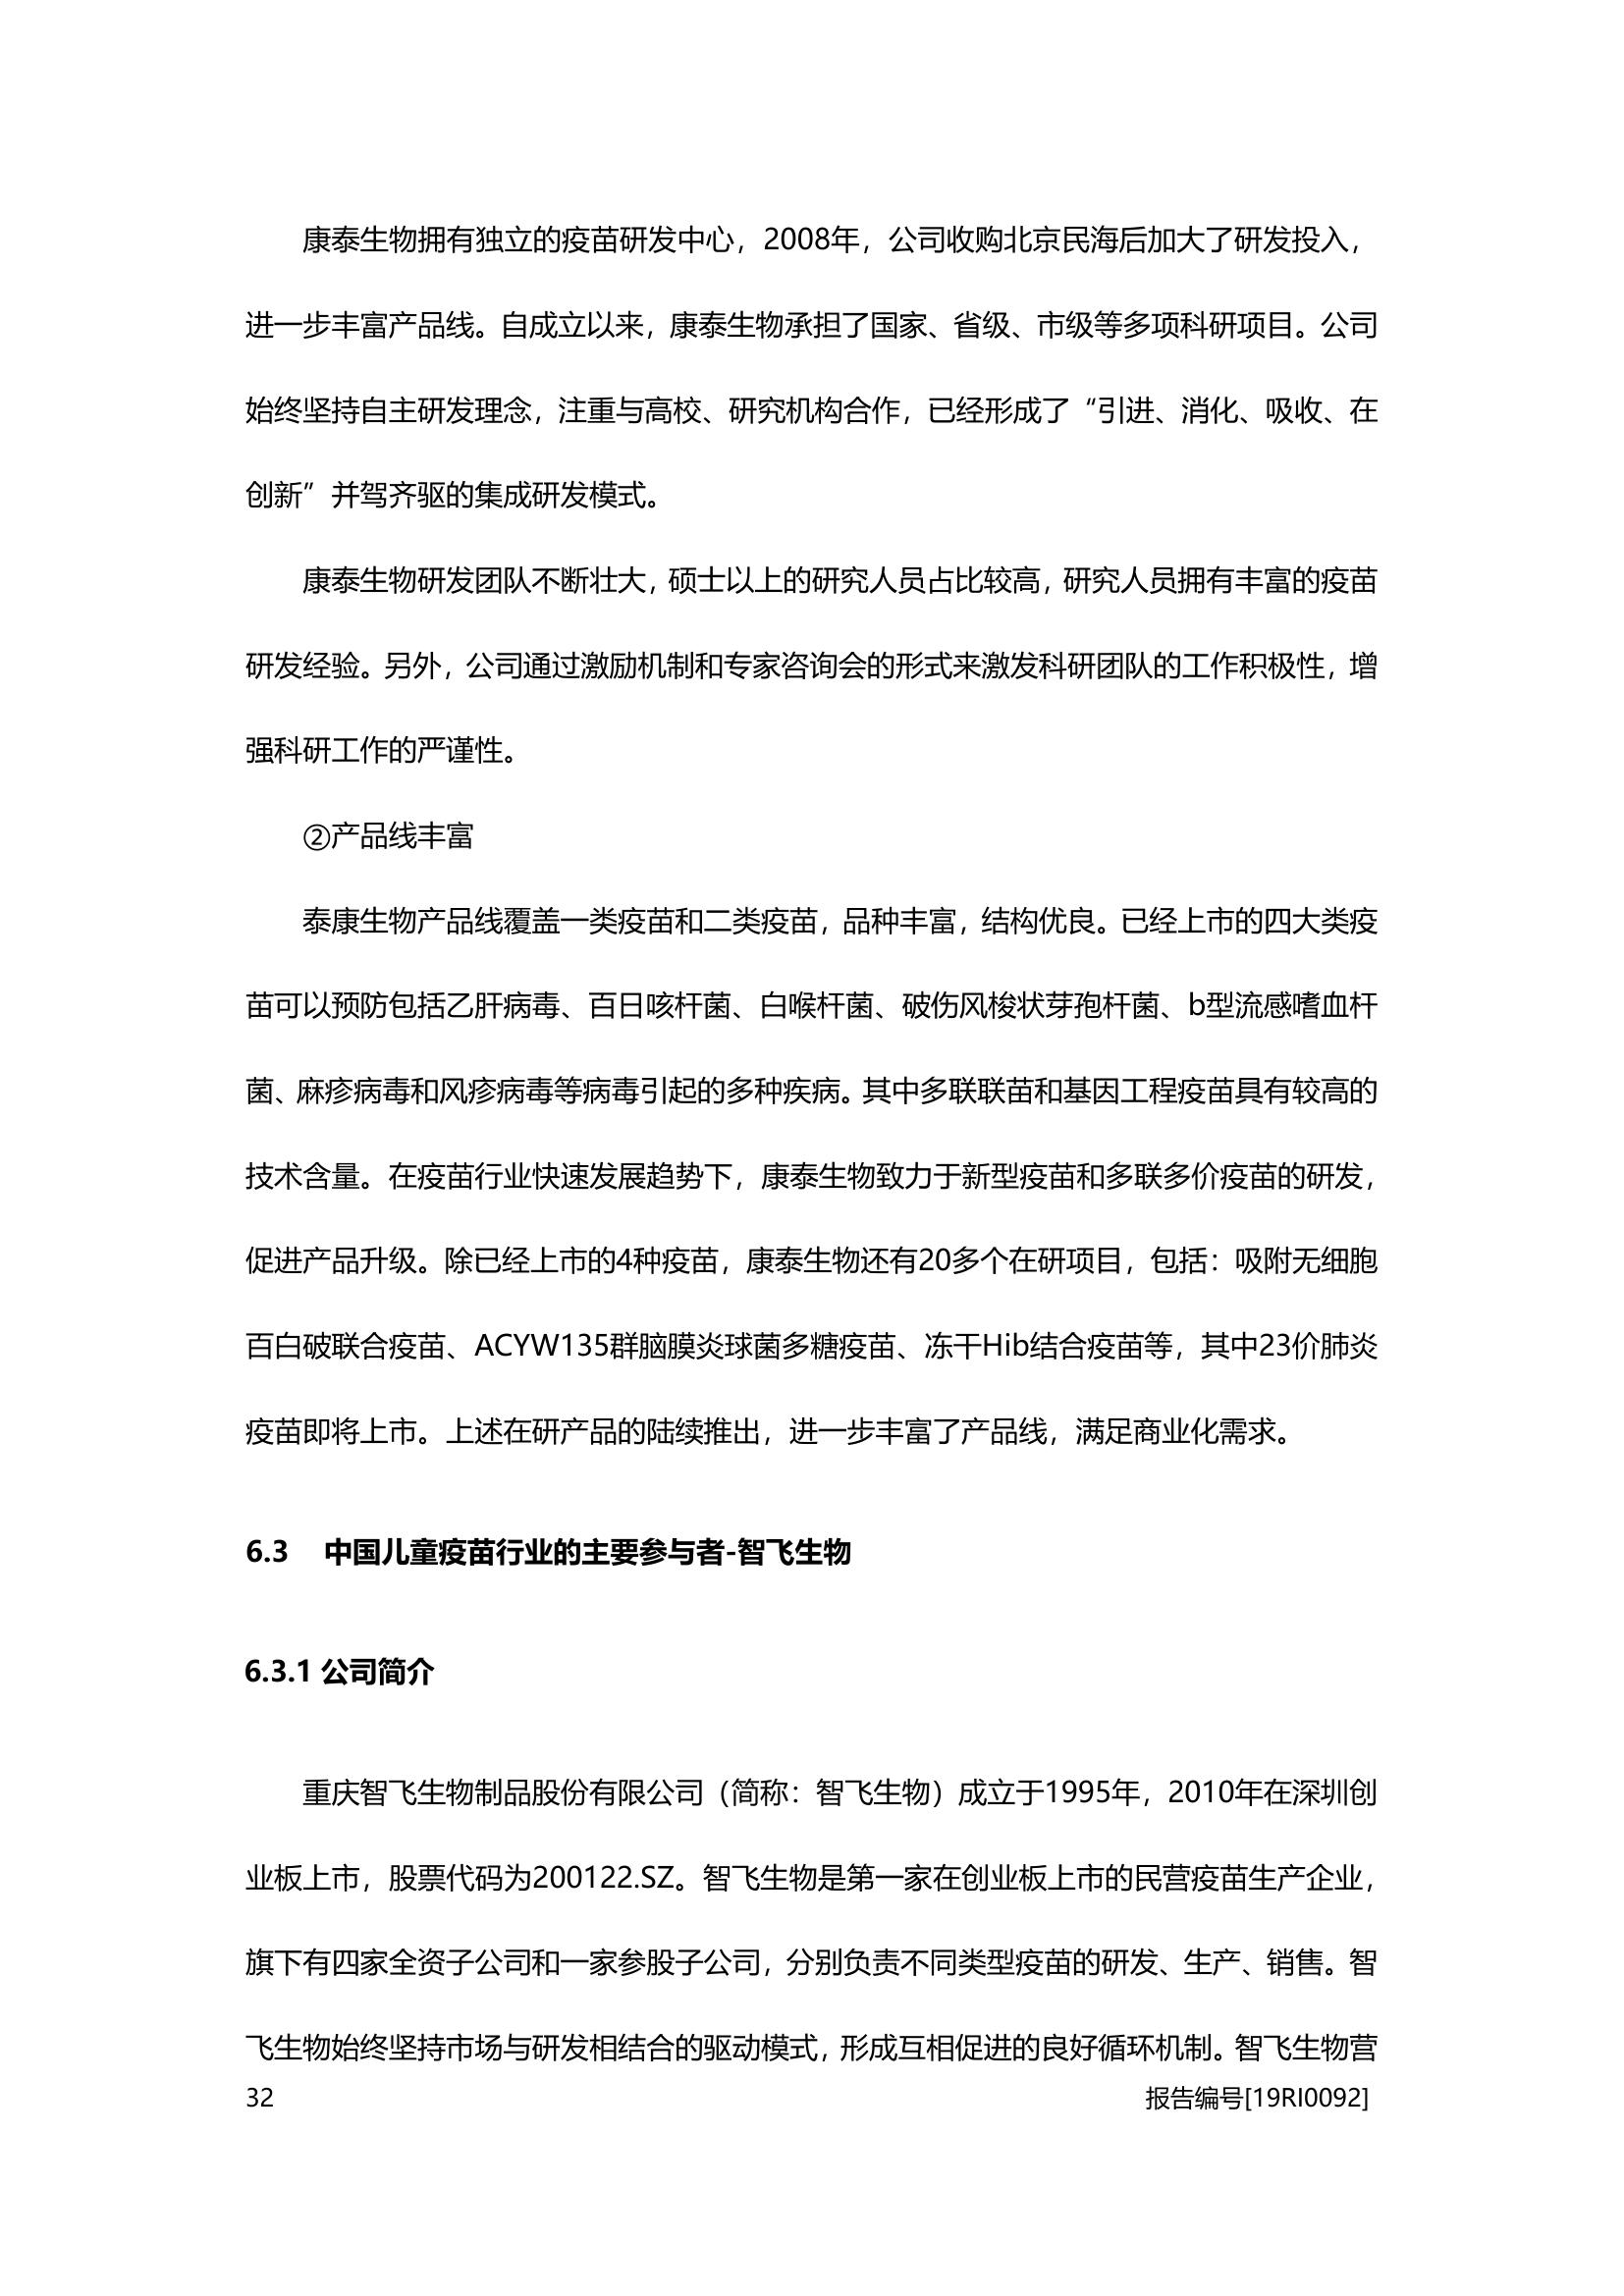 康泰生物拥有独立的疫苗研发中心，2008年，公司收购北京民海后加大了研发投入，
进一步丰富产品线。自成立以来，康泰生物承担了国家、省级、市级等多项科研项目。公司
始终坚持自主研发理念，注重与高校、研究机构合作，已经形成了“引进、消化、吸收、在
创新”并驾齐驱的集成研发模式。
康泰生物研发团队不断壮大，硕士以上的研究人员占比较高，研究人员拥有丰富的疫苗
研发经验。另外，公司通过激励机制和专家咨询会的形式来激发科研团队的工作积极性，增
强科研工作的严谨性。
②产品线丰富
泰康生物产品线覆盖一类疫苗和二类疫苗，品种丰富，结构优良。已经上市的四大类疫
苗可以预防包括乙肝病毒、百日咳杆菌、白喉杆菌、破伤风梭状芽孢杆菌、b型流感嗜血杆
菌、麻疹病毒和风疹病毒等病毒引起的多种疾病。其中多联联苗和基因工程疫苗具有较高的
技术含量。在疫苗行业快速发展趋势下，康泰生物致力于新型疫苗和多联多价疫苗的研发，
促进产品升级。除已经上市的4种疫苗，康泰生物还有20多个在研项目，包括：吸附无细胞
百白破联合疫苗、ACYW135群脑膜炎球菌多糖疫苗、冻干Hib结合疫苗等，其中23价肺炎
疫苗即将上市。上述在研产品的陆续推出，进一步丰富了产品线，满足商业化需求。
6.3 中国儿童疫苗行业的主要参与者-智飞生物
6.3.1 公司简介
重庆智飞生物制品股份有限公司（简称：智飞生物）成立于1995年，2010年在深圳创
业板上市，股票代码为200122.SZ。智飞生物是第一家在创业板上市的民营疫苗生产企业，
旗下有四家全资子公司和一家参股子公司，分别负责不同类型疫苗的研发、生产、销售。智
飞生物始终坚持市场与研发相结合的驱动模式，形成互相促进的良好循环机制。智飞生物营
32 报告编号[19RI0092]